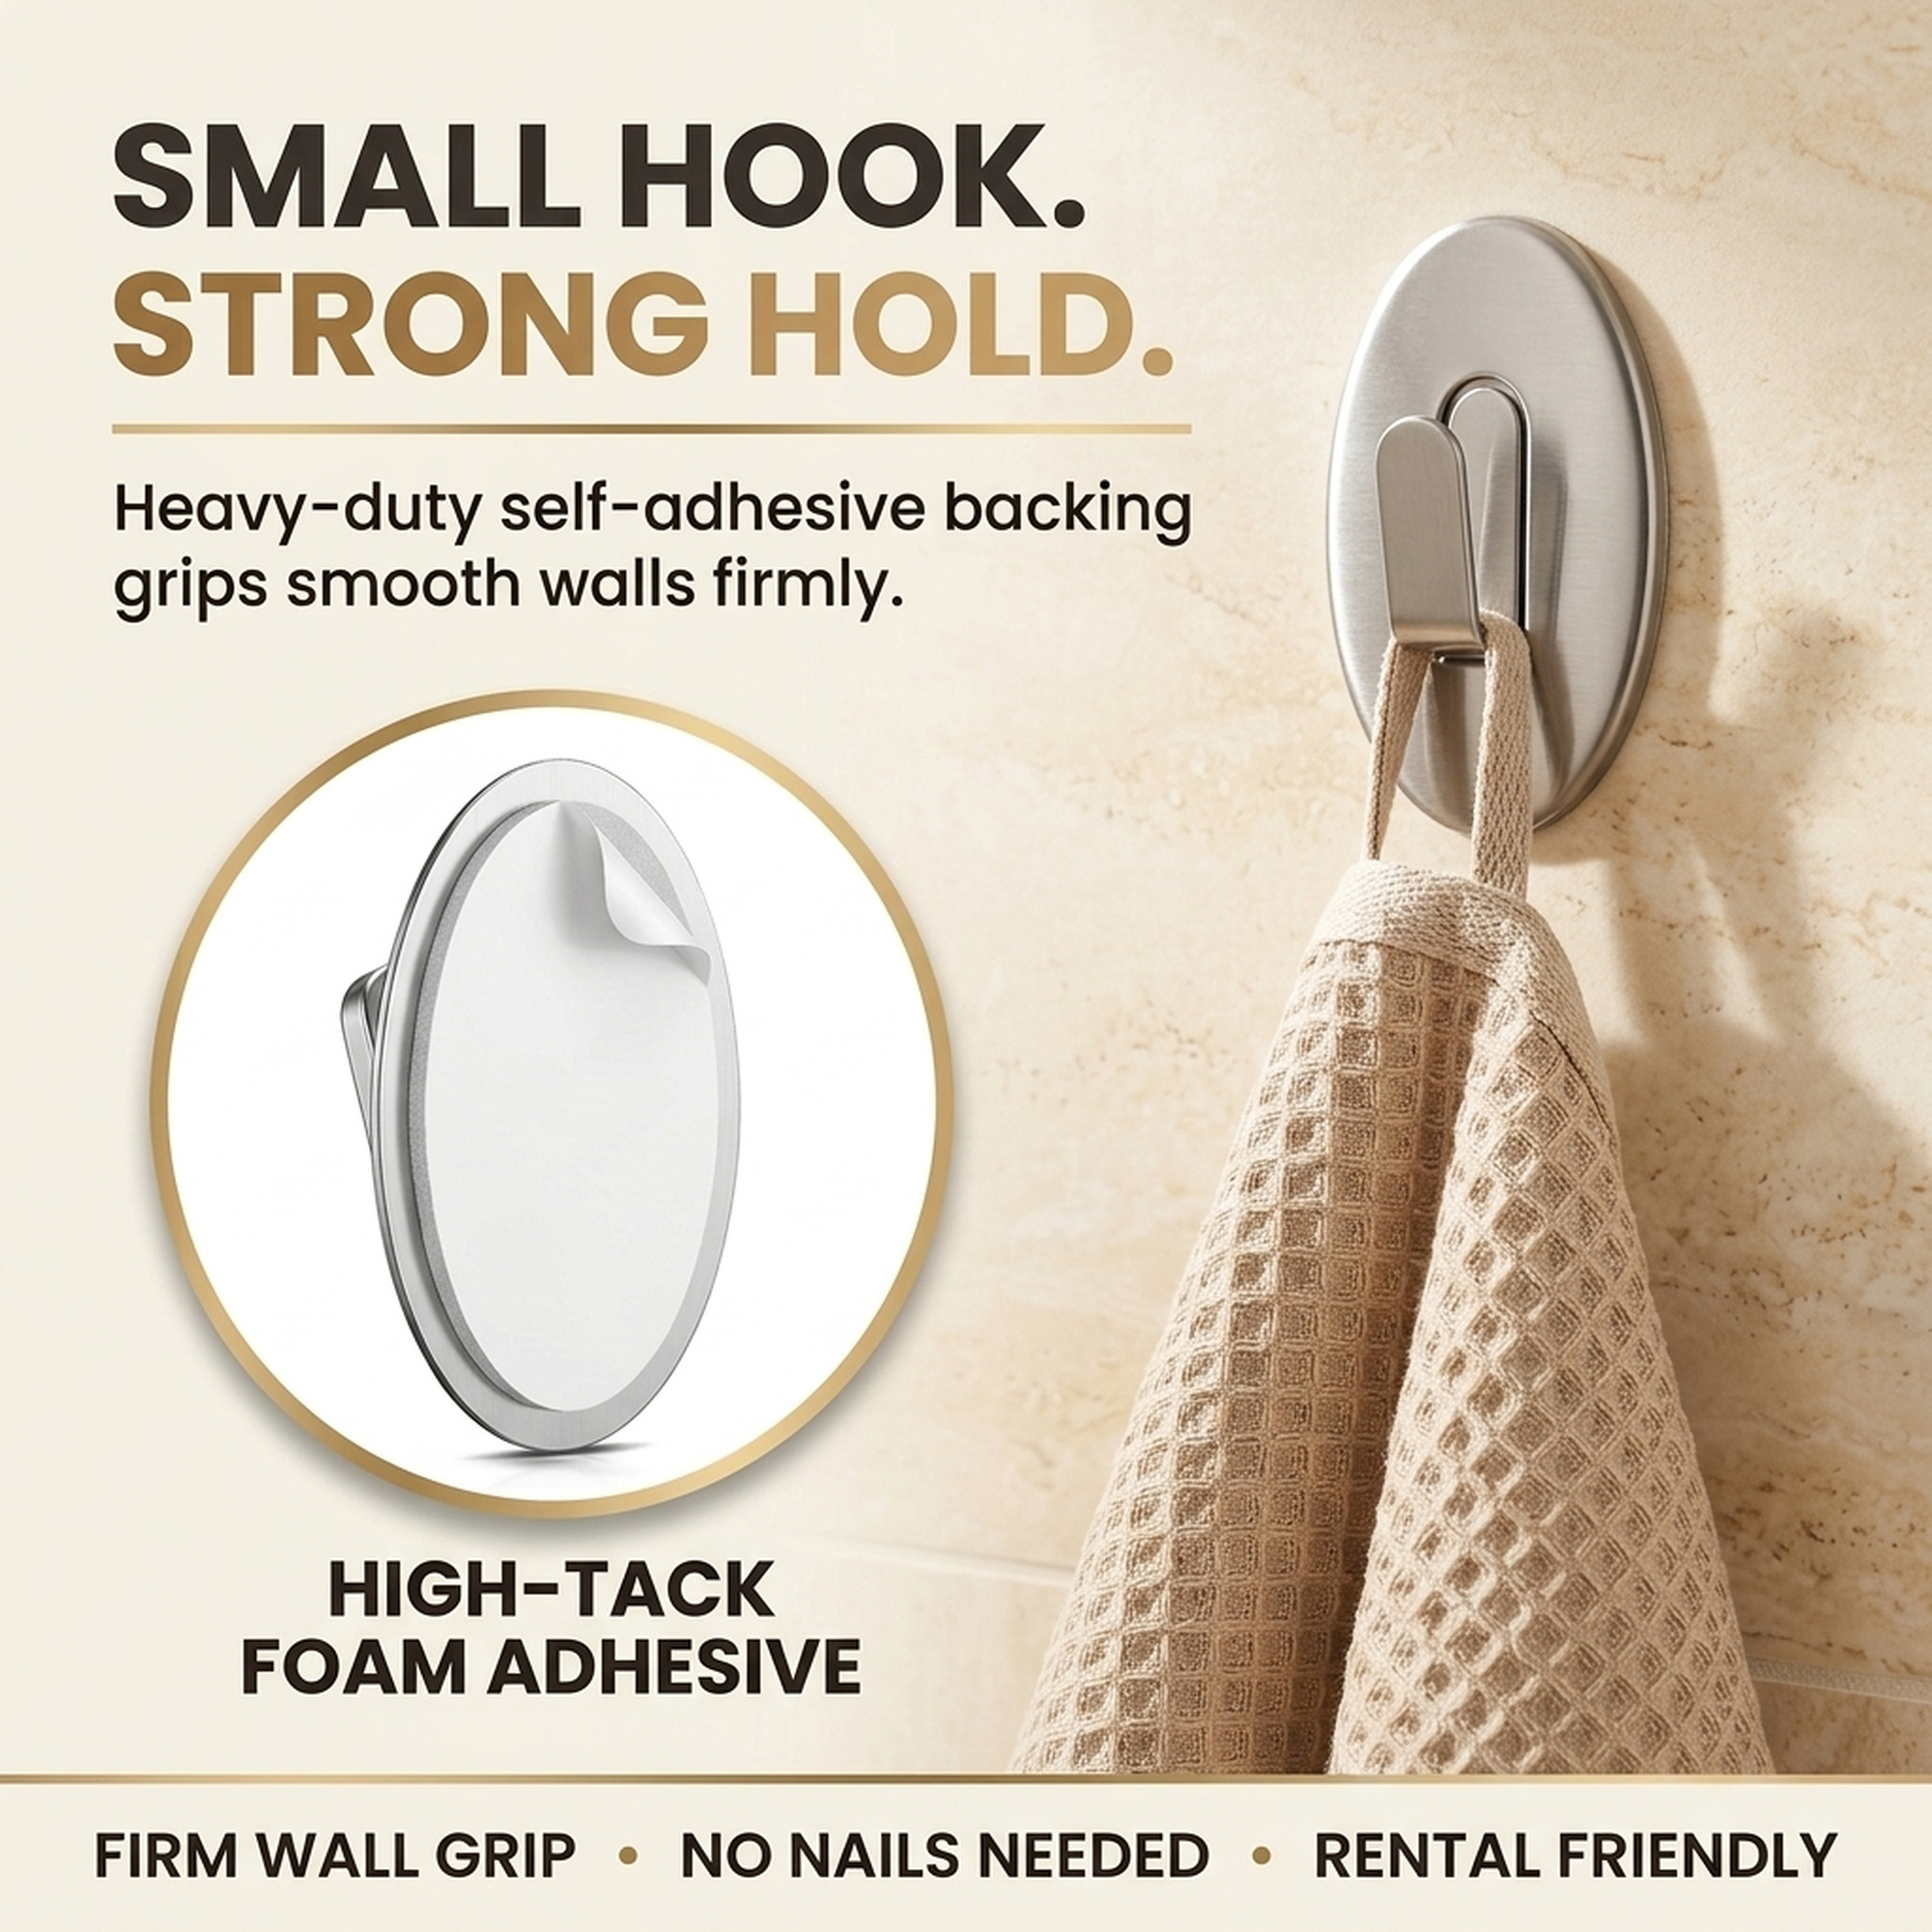 SMALL HOOK.
STRONG HOLD.
Heavy-duty self-adhesive backing
grips smooth walls firmly.
HIGH-TACK
FOAM ADHESIVE
FIRM WALL GRIP • NO NAILS NEEDED • RENTAL FRIENDLY